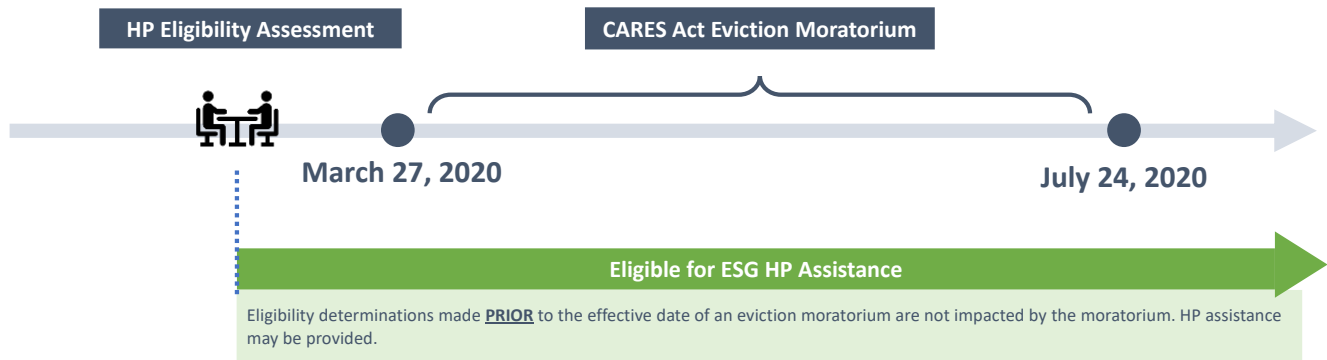 HP Eligibility Assessment
CARES Act Eviction Moratorium
March 27, 2020
July 24, 2020
Eligible for ESG HP Assistance
Eligibility determinations made PRIOR to the effective date of an eviction moratorium are not impacted by the moratorium. HP assistance
may be provided.